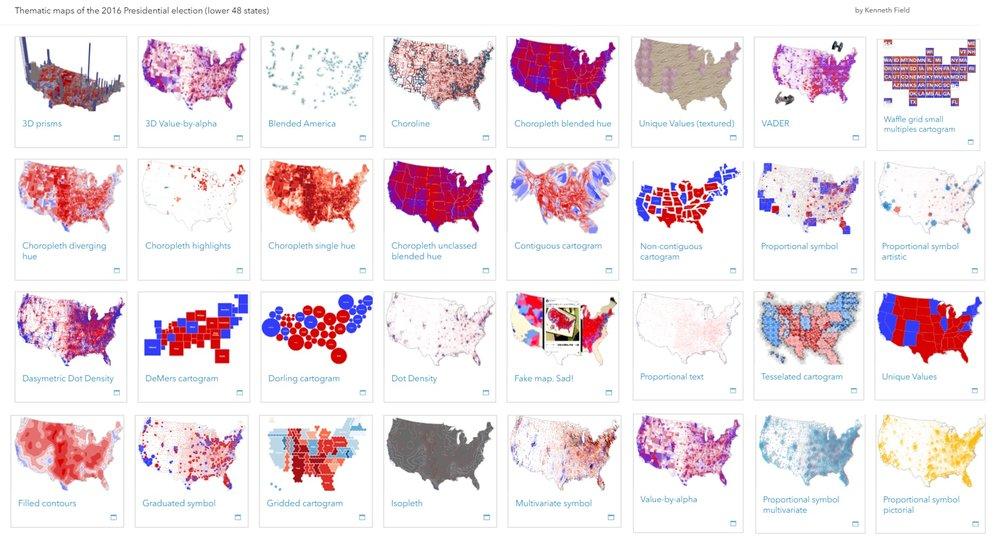 Thematic maps of the 2016 Presidential election (lower 48 states)
by Kenneth Field
3D prisms
3D Value-by-alpha
Blended America
Choroline
Choropleth blended hue
Unique Values (textured)
VADER
Waffle grid small
multiples cartogram
Choropleth diverging
hue
Choropleth highlights
Choropleth single hue
Choropleth unclassed
blended hue
Contiguous cartogram
Non-contiguous
cartogram
Proportional symbol
Proportional symbol
artistic
Dasymetric Dot Density
DeMers cartogram
Dorling cartogram
Dot Density
Fake map. Sad!
Proportional text
Tesselated cartogram
Unique Values
Filled contours
Graduated symbol
Gridded cartogram
Isopleth
Multivariate symbol
Value-by-alpha
Proportional symbol
multivariate
Proportional symbol
pictorial